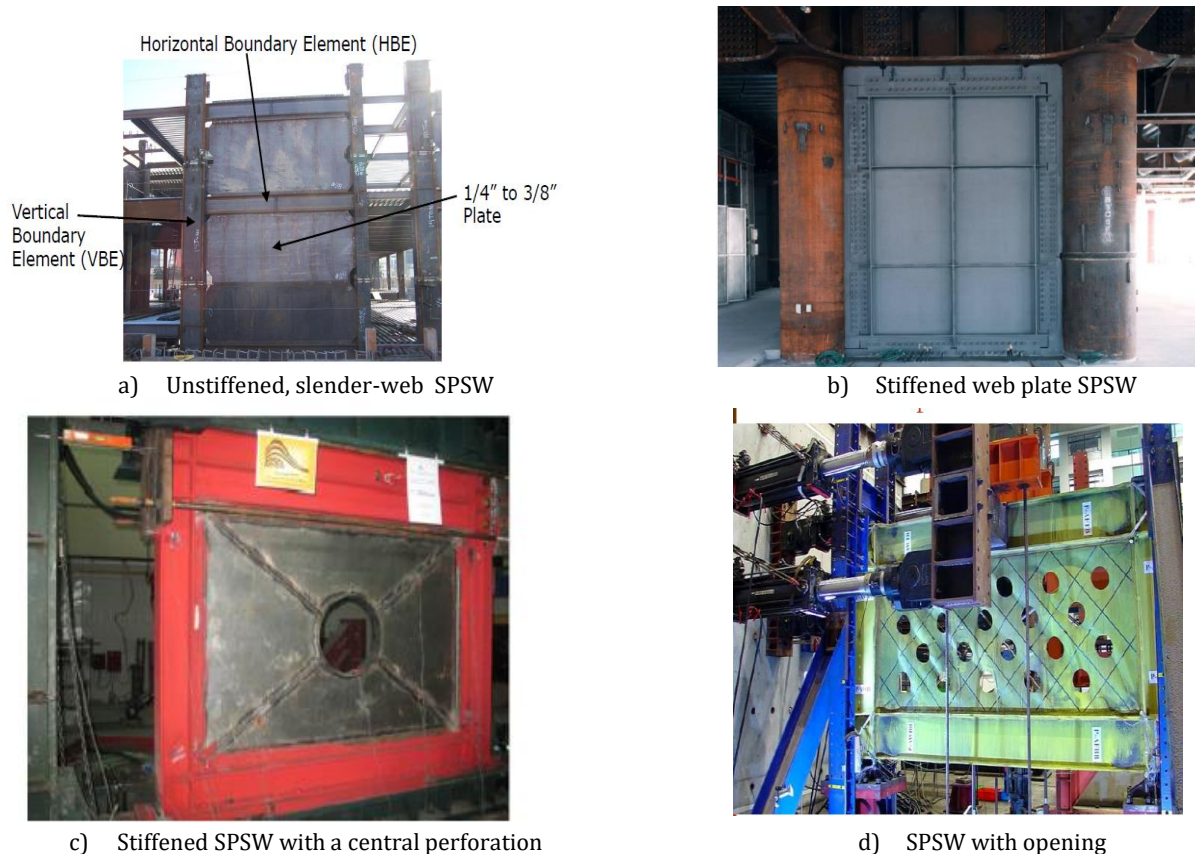 Horizontal Boundary Element (HBE)
Vertical
Boundary
Element (VBE)
1/4” to 3/8”
Plate
a) Unstiffened, slender-web SPSW
b) Stiffened web plate SPSW
c) Stiffened SPSW with a central perforation
d) SPSW with opening